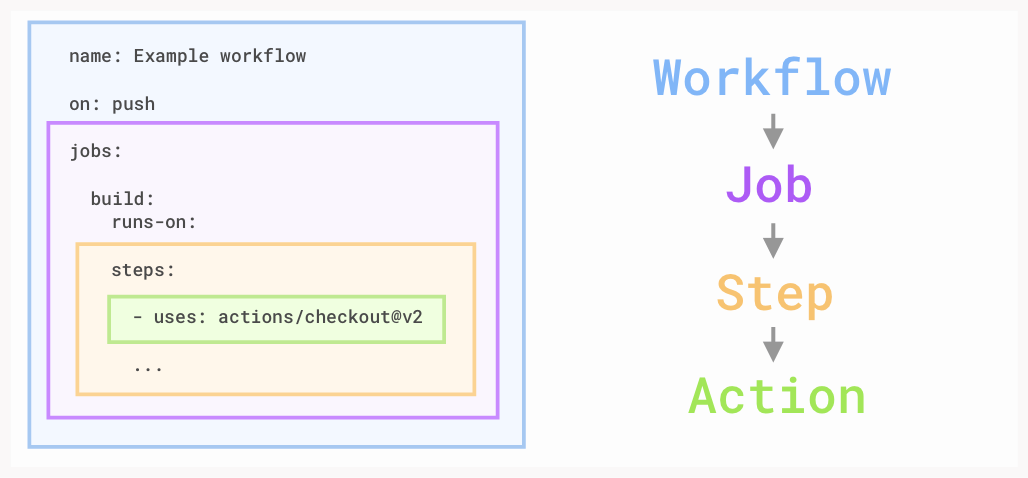 name: Example workflow
on: push
jobs:
build:
runs-on:
steps:
- uses: actions/checkout@v2
...
Workflow
Job
Step
Action